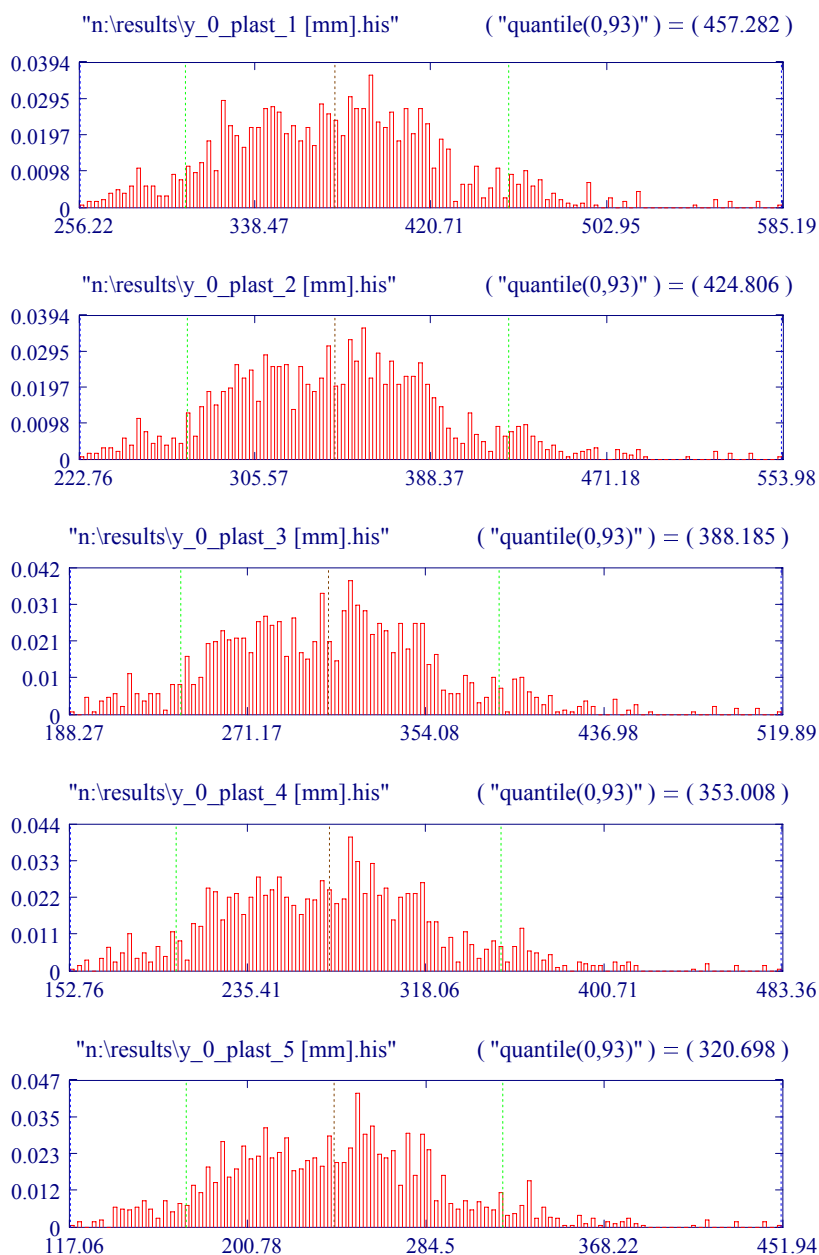 "n:\results\y_0_plast_1 [mm].his" ( "quantile(0,93)" ) = ( 457.282 )
0.0394
0.0295
0.0197
0.0098
0
256.22 338.47 420.71 502.95 585.19
"n:\results\y_0_plast_2 [mm].his" ( "quantile(0,93)" ) = ( 424.806 )
0.0394
0.0295
0.0197
0.0098
0
222.76 305.57 388.37 471.18 553.98
"n:\results\y_0_plast_3 [mm].his" ( "quantile(0,93)" ) = ( 388.185 )
0.042
0.031
0.021
0.01
0
188.27 271.17 354.08 436.98 519.89
"n:\results\y_0_plast_4 [mm].his" ( "quantile(0,93)" ) = ( 353.008 )
0.044
0.033
0.022
0.011
0
152.76 235.41 318.06 400.71 483.36
"n:\results\y_0_plast_5 [mm].his" ( "quantile(0,93)" ) = ( 320.698 )
0.047
0.035
0.023
0.012
0
117.06 200.78 284.5 368.22 451.94